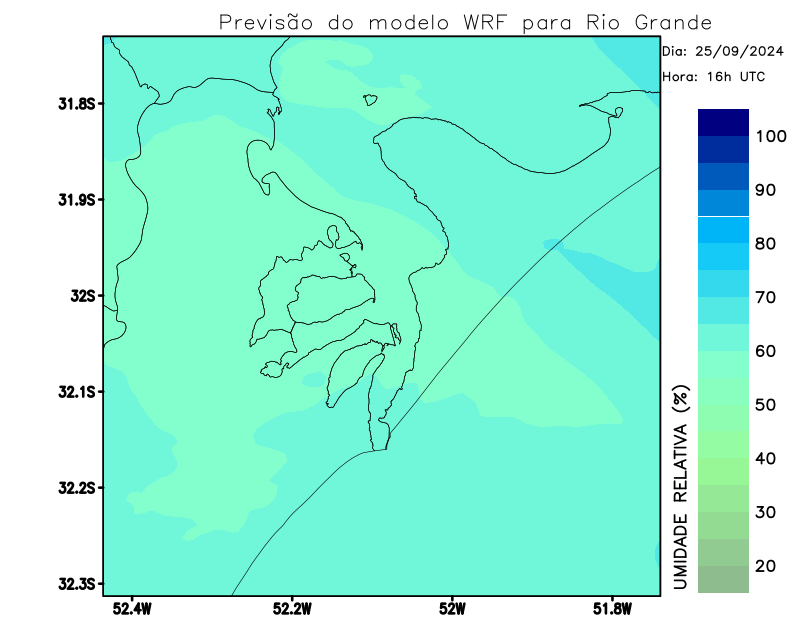 Previsão do modelo WRF para Rio Grande
Dia: 25/09/2024
Hora: 16h UTC
31.8S
31.9S
32S
32.1S
32.2S
32.3S
52.4W
52.2W
52W
51.8W
100
90
80
70
60
50
40
30
20
UMIDADE RELATIVA (%)